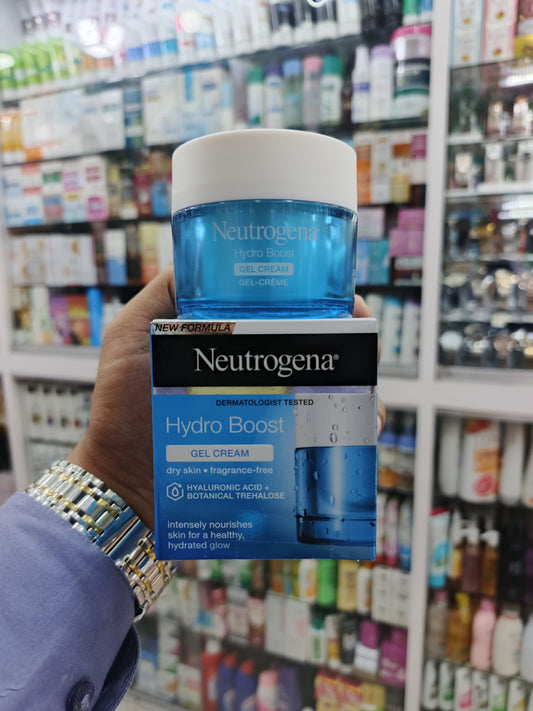 Neutrogena
Hydro Boost
GEL CREAM
GEL-CRÈME
NEW FORMULA
Neutrogena®
DERMATOLOGIST TESTED
Hydro Boost
GEL CREAM
dry skin ▪ fragrance-free
HYALURONIC ACID +
BOTANICAL TREHALOSE
intensely nourishes
skin for a healthy,
hydrated glow